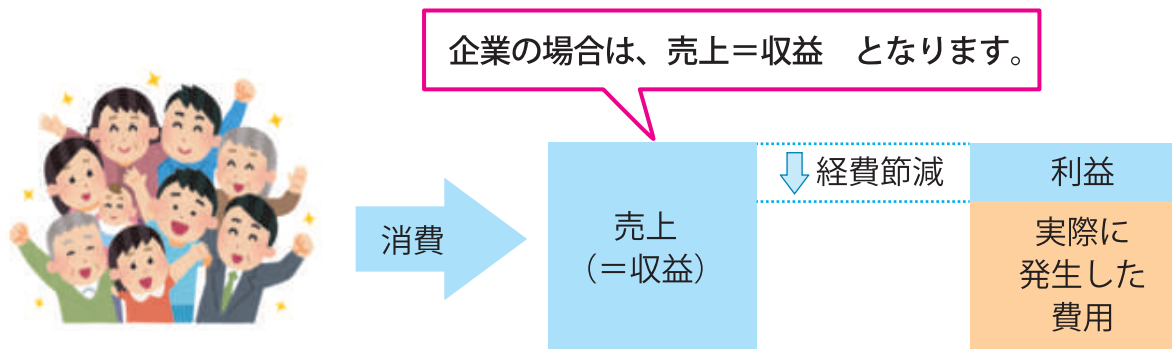 企業の場合は、売上＝収益　となります。
消費
売上
（＝収益）
経費節減
利益
実際に
発生した
費用